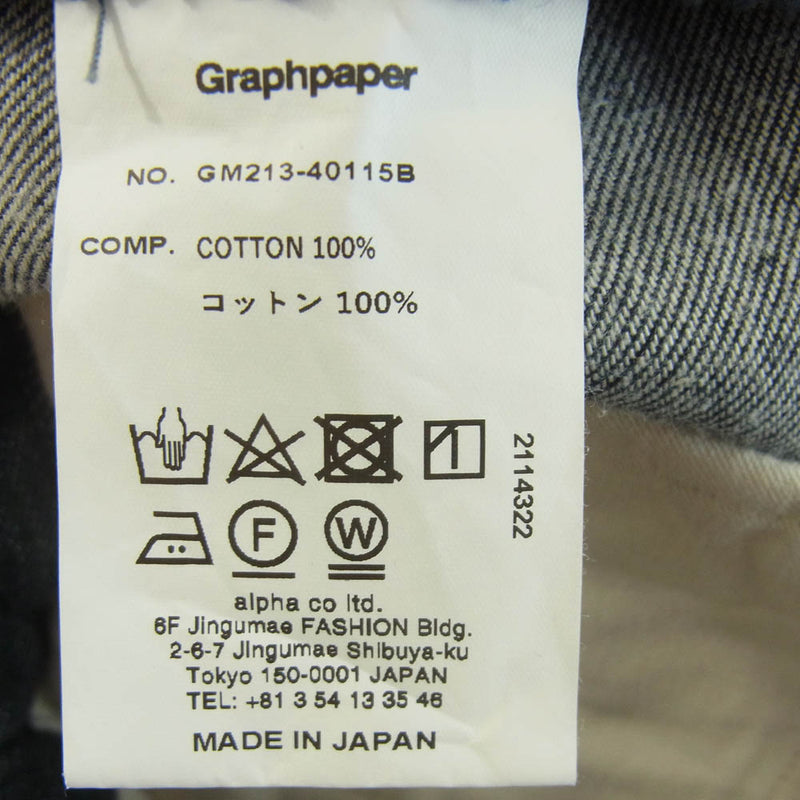 Graphpaper
NO. GM213-40115B
COMP. COTTON 100%
コットン 100%
2114322
F
W
alpha co ltd.
6F Jingumae FASHION Bldg.
2-6-7 Jingumae Shibuya-ku
Tokyo 150-0001 JAPAN
TEL: +81 3 54 13 35 46
MADE IN JAPAN